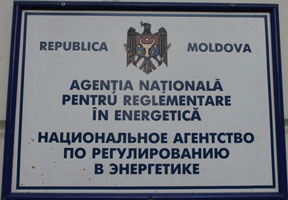 REPUBLICA MOLDOVA
AGENȚIA NAȚIONALĂ
PENTRU REGLEMENTARE
ÎN ENERGETICĂ
НАЦИОНАЛЬНОЕ АГЕНТСТВО
ПО РЕГУЛИРОВАНИЮ
В ЭНЕРГЕТИКЕ